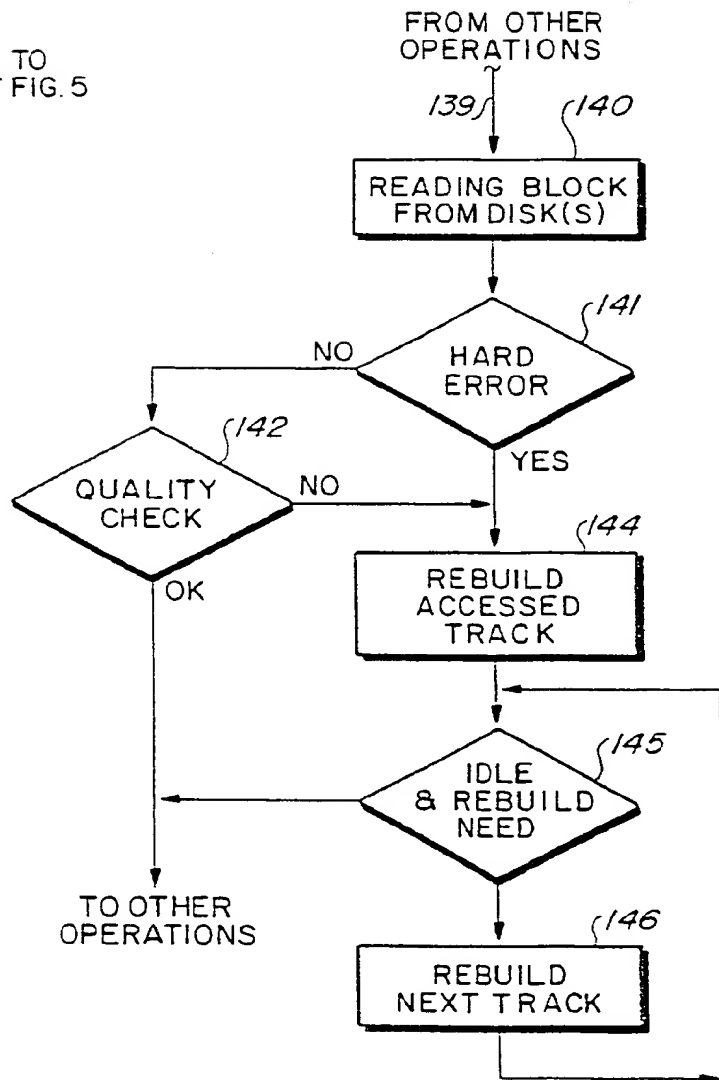 FROM OTHER
OPERATIONS
TO
FIG. 5
139
140
READING BLOCK
FROM DISK(S)
141
HARD
ERROR
NO
YES
142
QUALITY
CHECK
NO
OK
144
REBUILD
ACCESSED
TRACK
145
IDLE
& REBUILD
NEED
TO OTHER
OPERATIONS
146
REBUILD
NEXT TRACK